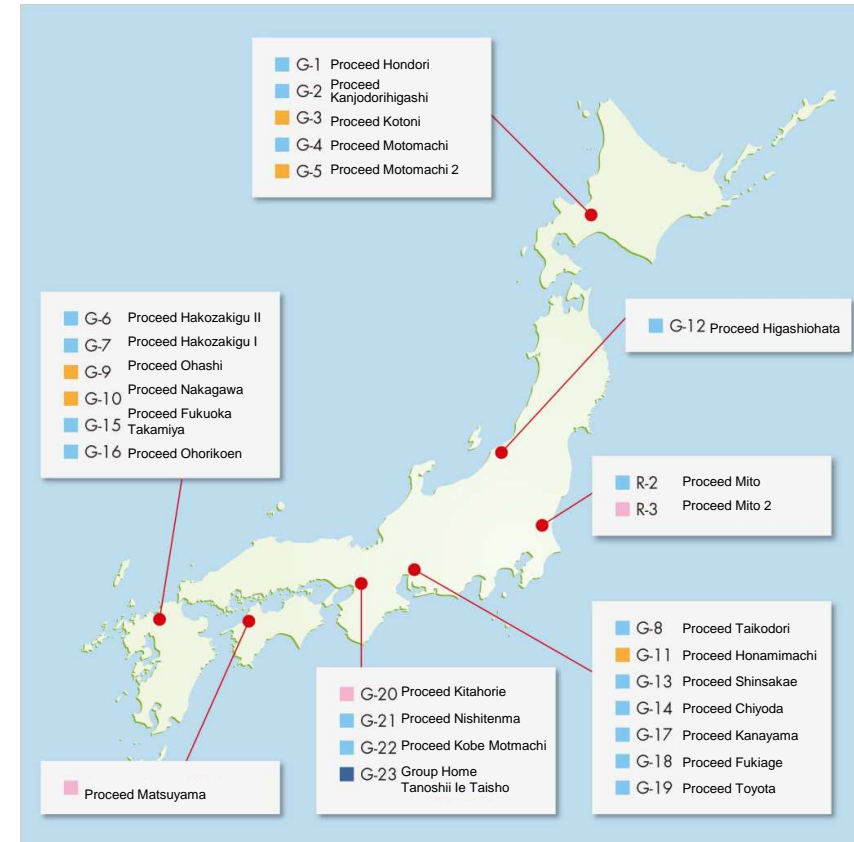 G-1 Proceed Hondori
G-2 Proceed
Kanjodorihigashi
G-3 Proceed Kotoni
G-4 Proceed Motomachi
G-5 Proceed Motomachi 2
G-6 Proceed Hakozakigu II
G-7 Proceed Hakozakigu I
G-9 Proceed Ohashi
G-10 Proceed Nakagawa
G-15 Proceed Fukuoka
Takamiya
G-16 Proceed Ohorikoen
G-12 Proceed Higashiohata
R-2 Proceed Mito
R-3 Proceed Mito 2
G-8 Proceed Taikodori
G-11 Proceed Honamimachi
G-13 Proceed Shinsakae
G-14 Proceed Chiyoda
G-17 Proceed Kanayama
G-18 Proceed Fukiage
G-19 Proceed Toyota
G-20 Proceed Kitahorie
G-21 Proceed Nishitenma
G-22 Proceed Kobe Motmachi
G-23 Group Home
Tanoshii Ie Taisho
Proceed Matsuyama